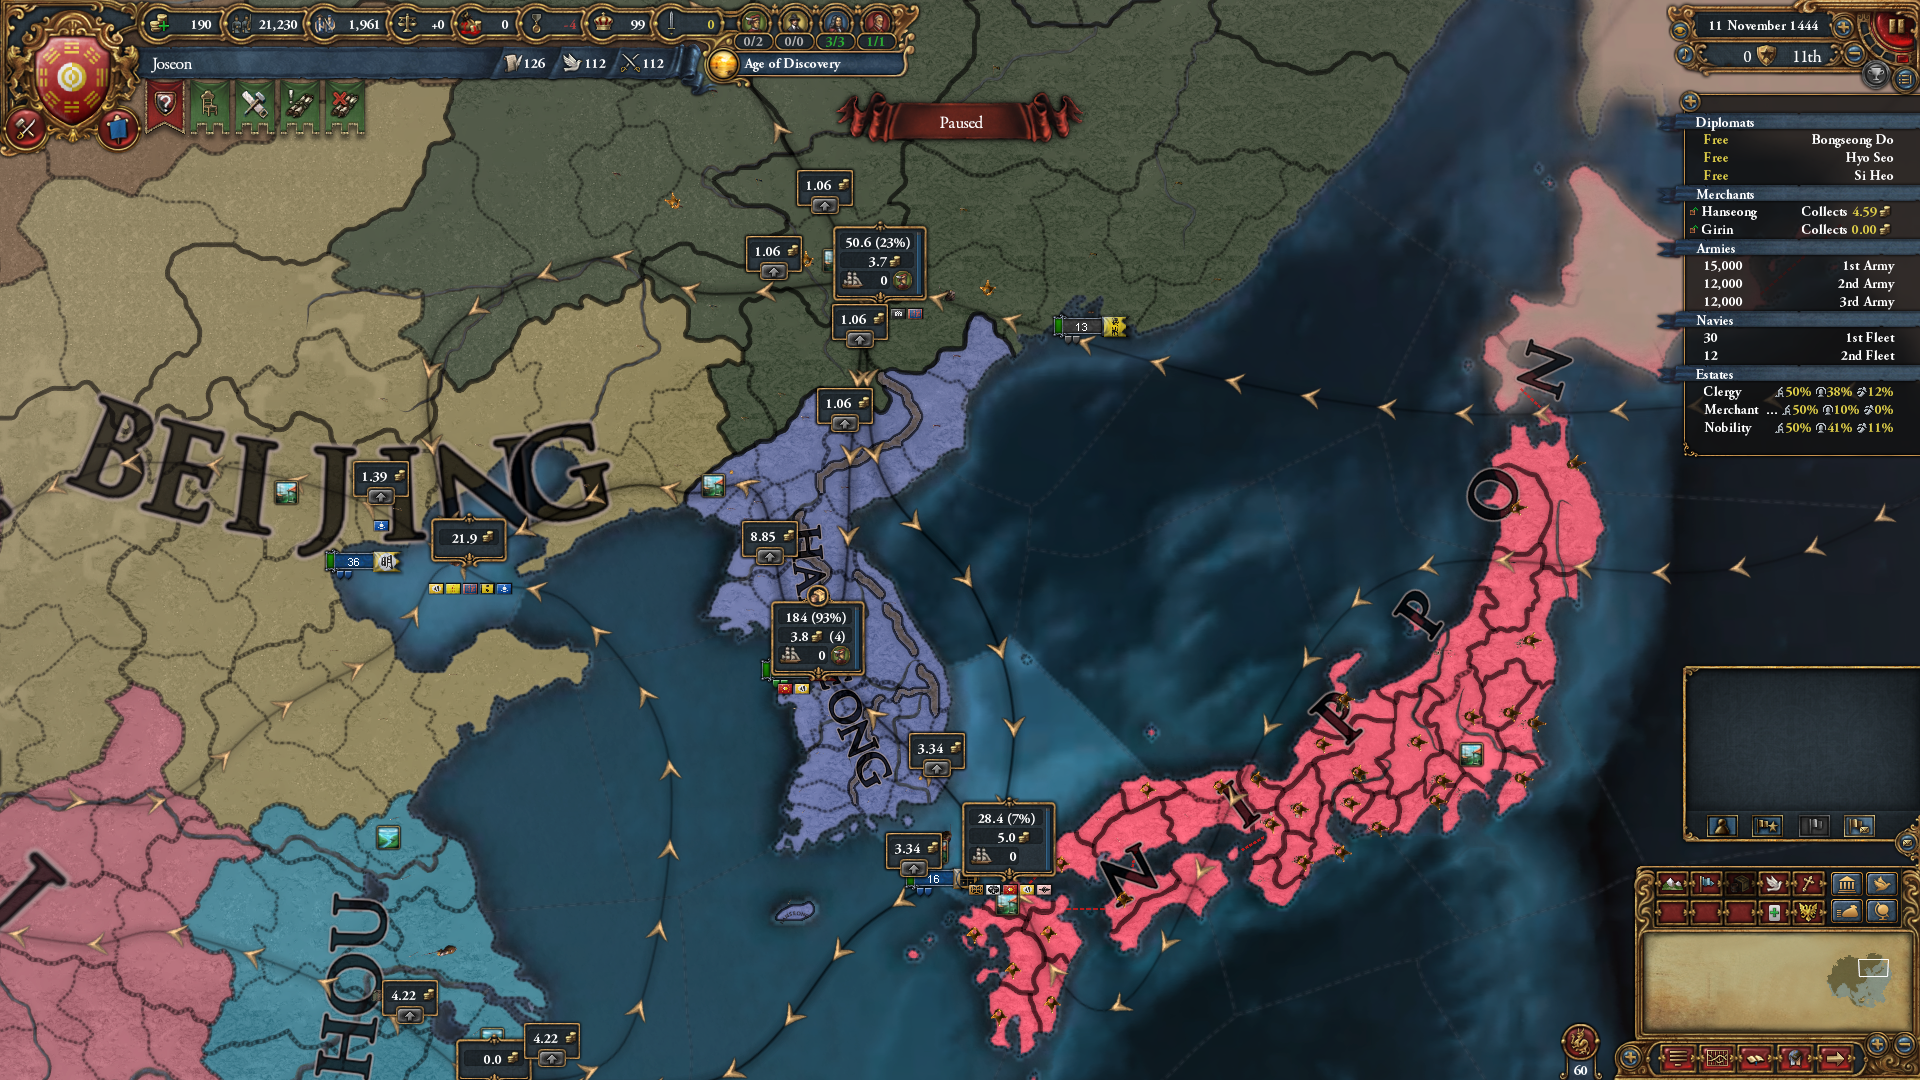 190
21,230
1,961
+0
0
-4
99
0
0/2
0/0
3/3
1/1
Joseon
126
112
112
Age of Discovery
Paused
11 November 1444
0
11th
Diplomats
Free Bongseong Do
Free Hyo Seo
Free Si Heo
Merchants
Hanseong Collects 4.59
Girin Collects 0.00
Armies
15,000 1st Army
12,000 2nd Army
12,000 3rd Army
Navies
30 1st Fleet
12 2nd Fleet
Estates
Clergy 50% 38% 12%
Merchant ... 50% 10% 0%
Nobility 50% 41% 11%
1.06
1.06
50.6 (23%)
3.7
0
1.06
13
1.06
BEIJING
1.39
21.9
36
8.85
184 (93%)
3.8 (4)
0
3.34
28.4 (7%)
5.0
0
3.34
16
NIPPON
HOU
4.22
4.22
0.0
60